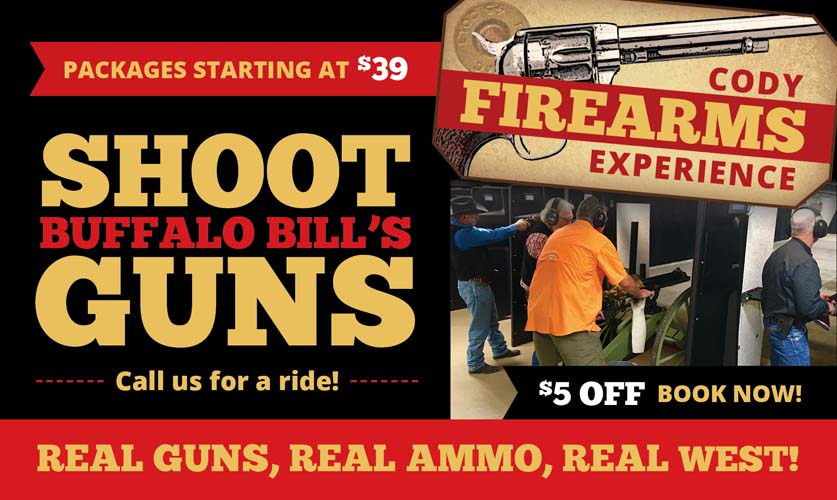 PACKAGES STARTING AT $39
CODY
FIREARMS
EXPERIENCE
SHOOT
BUFFALO BILL'S
GUNS
Call us for a ride!
$5 OFF BOOK NOW!
REAL GUNS, REAL AMMO, REAL WEST!